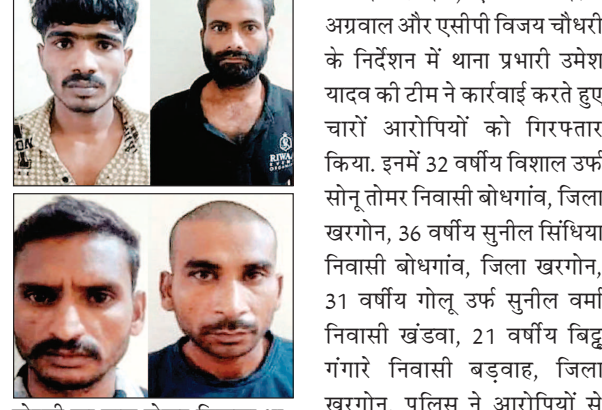 अग्रवाल और एसीपी विजय चौधरी
के निर्देशन में थाना प्रभारी उमेश
यादव की टीम ने कार्रवाई करते हुए
चारों आरोपियों को गिरफ्तार
किया. इनमें 32 वर्षीय विशाल उर्फ
सोनू तोमर निवासी बोधगांव, जिला
खरगोन, 36 वर्षीय सुनील सिंधिया
निवासी बोधगांव, जिला खरगोन,
31 वर्षीय गोलू उर्फ सुनील वर्मा
निवासी खंडवा, 21 वर्षीय बिट्टू
गंगारे निवासी बड़वाह, जिला
खरगोन. पुलिस ने आरोपियों से
RIWAA